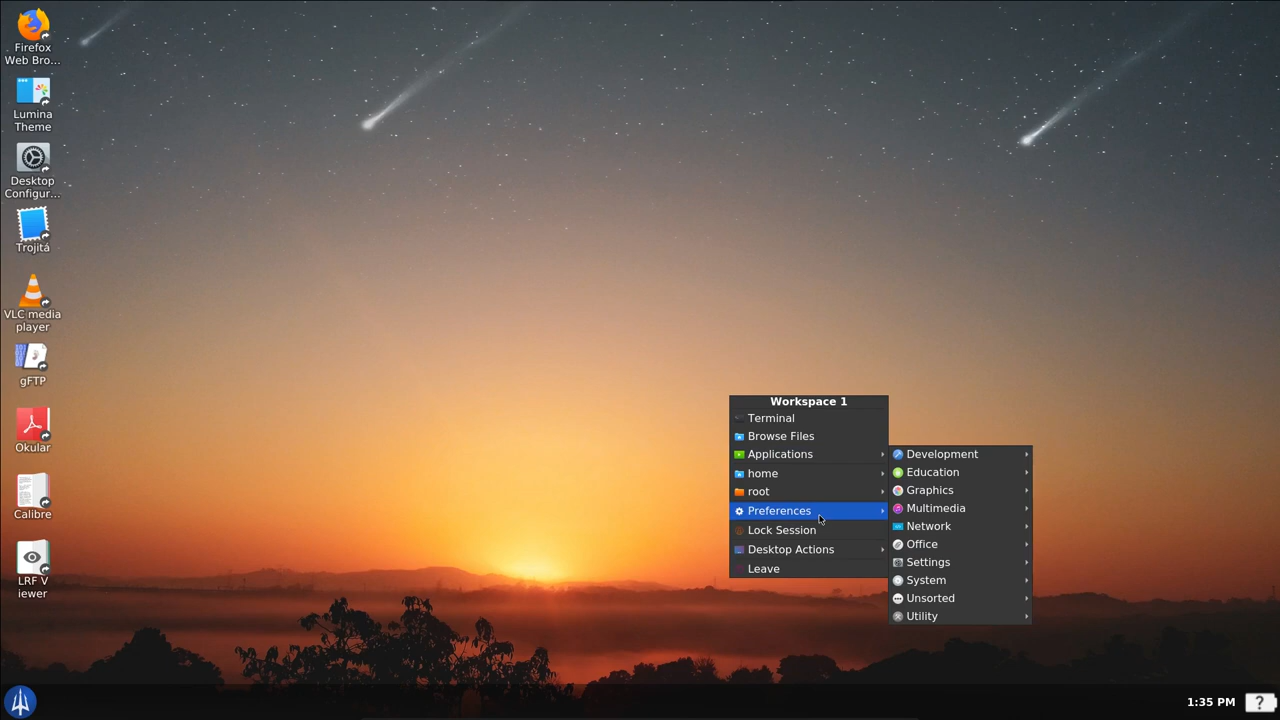 Firefox
Web Bro...
Lumina
Theme
Desktop
Configur...
Trojitá
VLC media
player
gFTP
Okular
Calibre
LRF V
iewer
Workspace 1
Terminal
Browse Files
Applications
home
root
Preferences
Lock Session
Desktop Actions
Leave
Development
Education
Graphics
Multimedia
Network
Office
Settings
System
Unsorted
Utility
1:35 PM
?